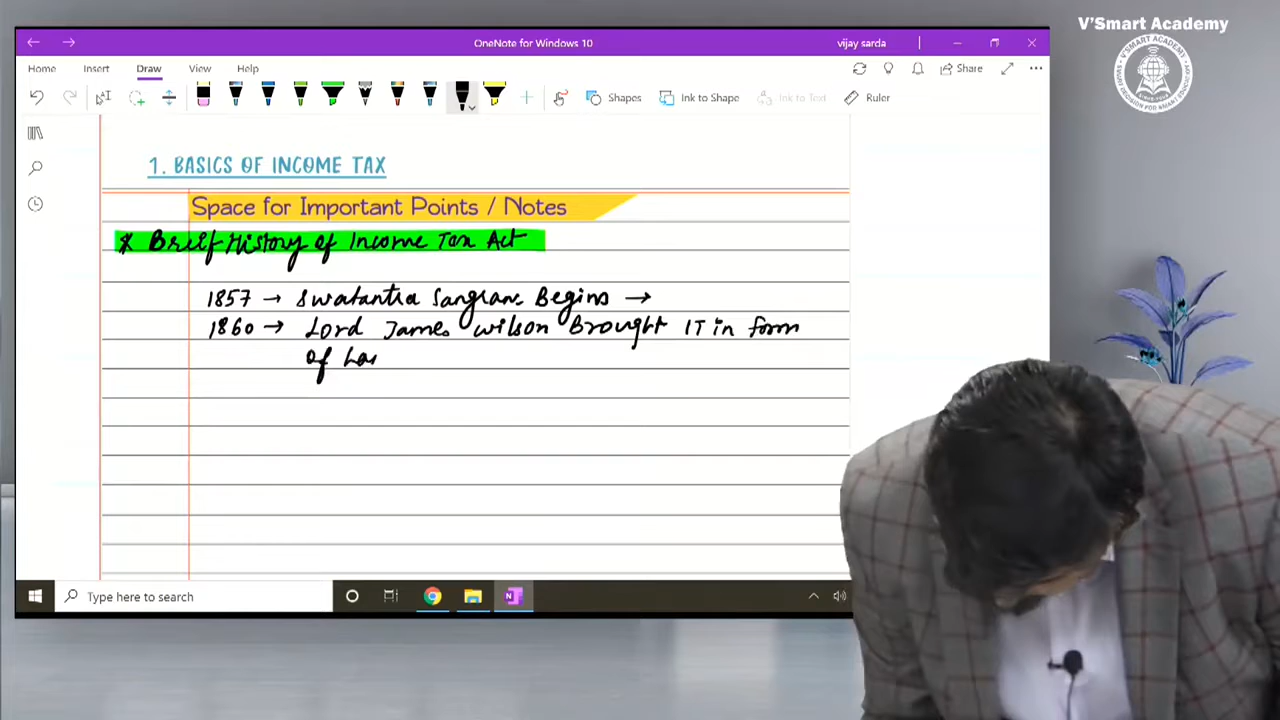 V'Smart Academy
OneNote for Windows 10
vijay sarda
Home Insert Draw View Help
Share
Shapes Ink to Shape Ink to Text Ruler
1. BASICS OF INCOME TAX
Space for Important Points / Notes
* Breif History of Income Tax Act
1857 → Swatantra Sangram Begins →
1860 → Lord James Wilson Brought IT in form
of
Type here to search